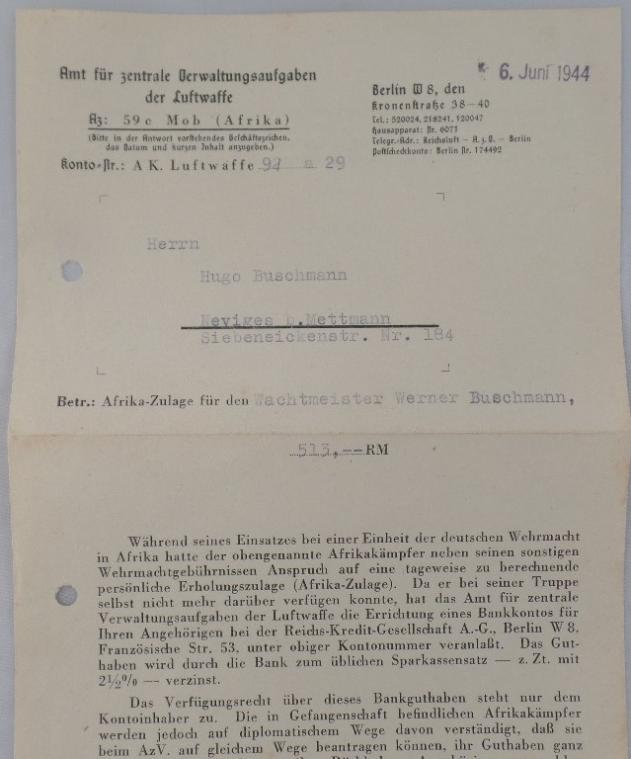 Amt für zentrale Verwaltungsaufgaben
der Luftwaffe
Az: 59c Mob (Afrika)
(Bitte in der Antwort vorstehendes Geschäftszeichen,
das Datum und kurzen Inhalt anzugeben.)
Konto-Nr.: A K. Luftwaffe 29
6. Juni 1944
Berlin W 8, den
Kronenstraße 38—40
Tel.: 520024, 218241, 120047
Hausapparat: Nr. 6071
Telegr.-Adr.: Reichsluft — A.z.V. — Berlin
Postscheckkonto: Berlin Nr. 174492
Herrn
Hugo Buschmann
Neviges b.Mettmann
Siebeneickenstr. Nr. 184
Betr.: Afrika-Zulage für den Wachtmeister Werner Buschmann,
513,-- RM
Während seines Einsatzes bei einer Einheit der deutschen Wehrmacht
in Afrika hatte der obengenannte Afrikakämpfer neben seinen sonstigen
Wehrmachtgebührnissen Anspruch auf eine tageweise zu berechnende
persönliche Erholungszulage (Afrika-Zulage). Da er bei seiner Truppe
selbst nicht mehr darüber verfügen konnte, hat das Amt für zentrale
Verwaltungsaufgaben der Luftwaffe die Errichtung eines Bankkontos für
Ihren Angehörigen bei der Reichs-Kredit-Gesellschaft A.-G., Berlin W 8,
Französische Str. 53, unter obiger Kontonummer veranlaßt. Das Gut-
haben wird durch die Bank zum üblichen Sparkassensatz — z. Zt. mit
2½% — verzinst.
Das Verfügungsrecht über dieses Bankguthaben steht nur dem
Kontoinhaber zu. Die in Gefangenschaft befindlichen Afrikakämpfer
werden jedoch auf diplomatischem Wege davon verständigt, daß sie
beim AzV. auf gleichem Wege beantragen können, ihr Guthaben ganz